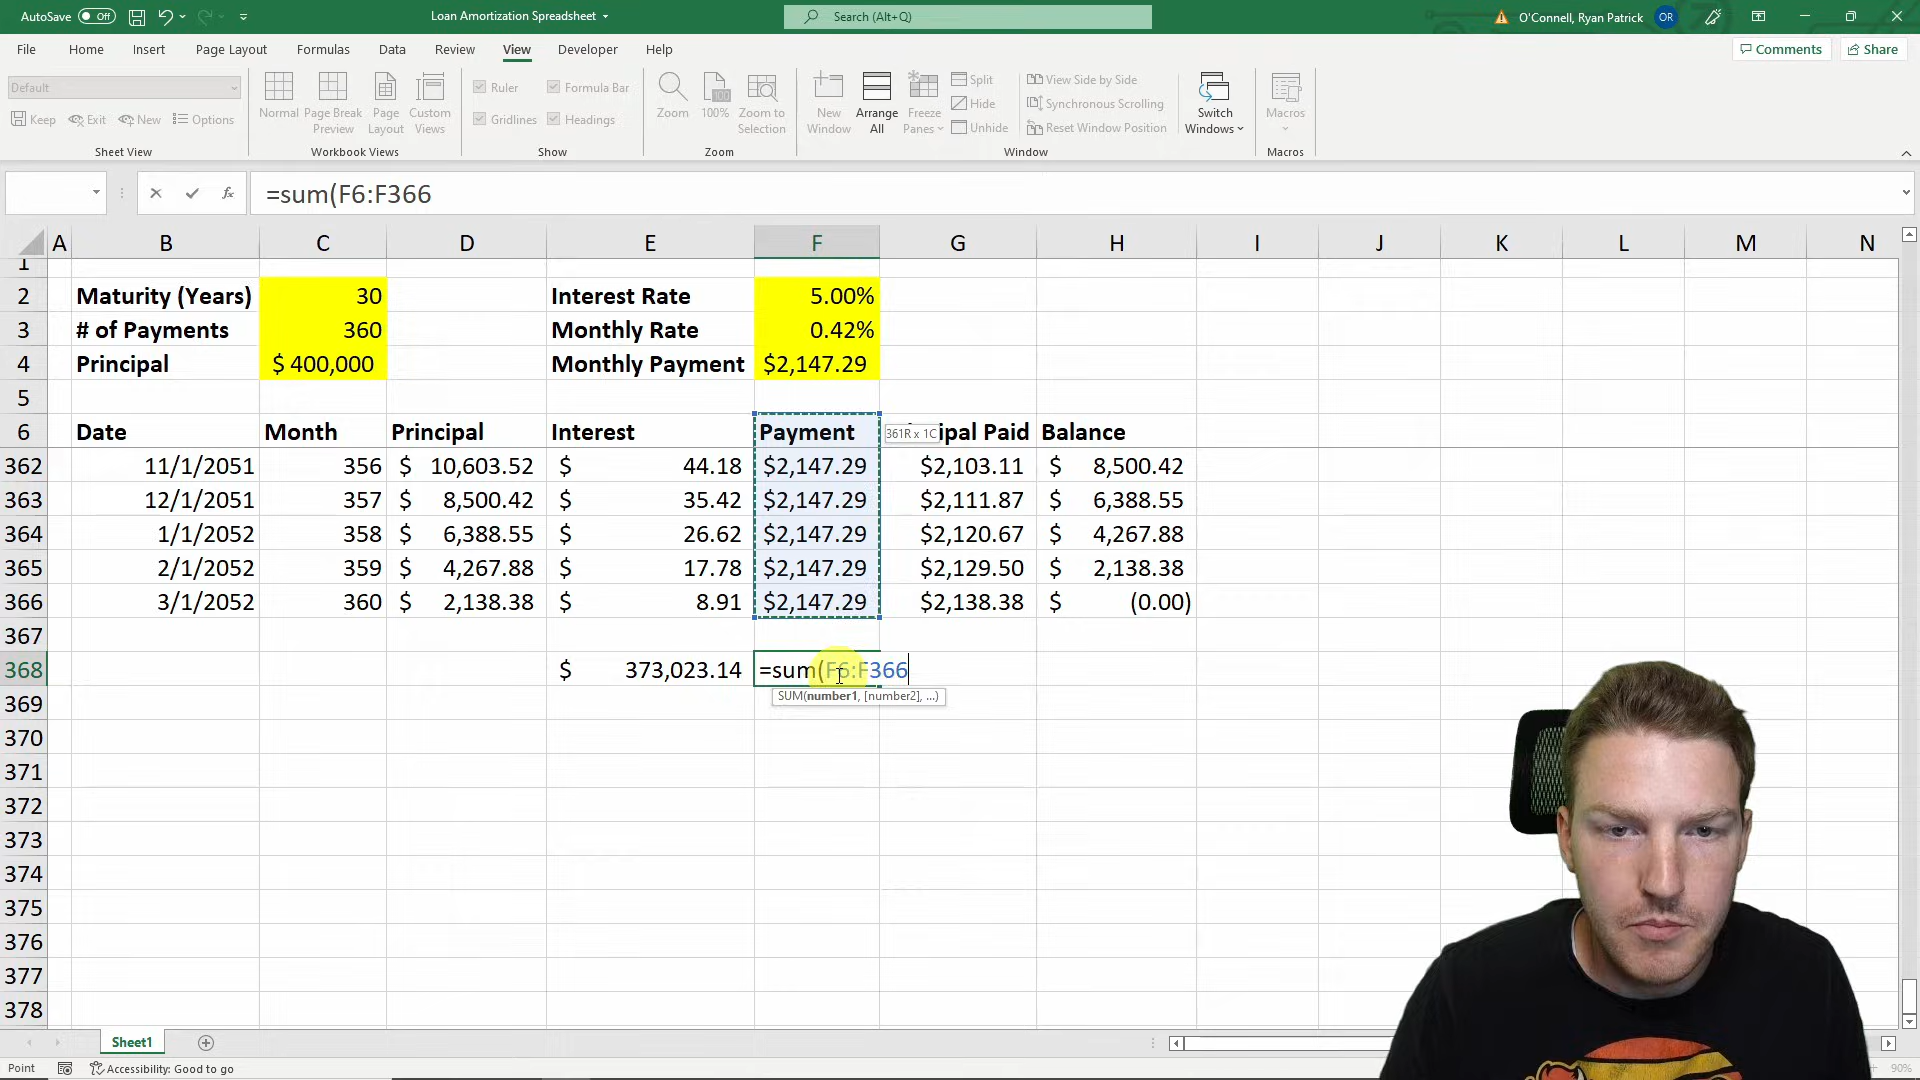 AutoSave Off
Loan Amortization Spreadsheet
Search (Alt+Q)
O'Connell, Ryan Patrick
OR
File Home Insert Page Layout Formulas Data Review View Developer Help
Comments Share
Default
Keep Exit New Options
Sheet View
Normal Page Break Preview Page Layout Custom Views
Workbook Views
Ruler Formula Bar
Gridlines Headings
Show
Zoom 100% Zoom to Selection
Zoom
New Window Arrange All Freeze Panes
Split
Hide
Unhide
View Side by Side
Synchronous Scrolling
Reset Window Position
Switch Windows
Window
Macros
Macros
fx =sum(F6:F366
A B C D E F G H I J K L M N
1
2 Maturity (Years) 30 Interest Rate 5.00%
3 # of Payments 360 Monthly Rate 0.42%
4 Principal $ 400,000 Monthly Payment $2,147.29
5
6 Date Month Principal Interest Payment 361R x 1C ipal Paid Balance
362 11/1/2051 356 $ 10,603.52 $ 44.18 $2,147.29 $2,103.11 $ 8,500.42
363 12/1/2051 357 $ 8,500.42 $ 35.42 $2,147.29 $2,111.87 $ 6,388.55
364 1/1/2052 358 $ 6,388.55 $ 26.62 $2,147.29 $2,120.67 $ 4,267.88
365 2/1/2052 359 $ 4,267.88 $ 17.78 $2,147.29 $2,129.50 $ 2,138.38
366 3/1/2052 360 $ 2,138.38 $ 8.91 $2,147.29 $2,138.38 $ (0.00)
367
368 $ 373,023.14 =sum(F6:F366
SUM(number1, [number2], ...)
369
370
371
372
373
374
375
376
377
378
Sheet1
Point Accessibility: Good to go
90%